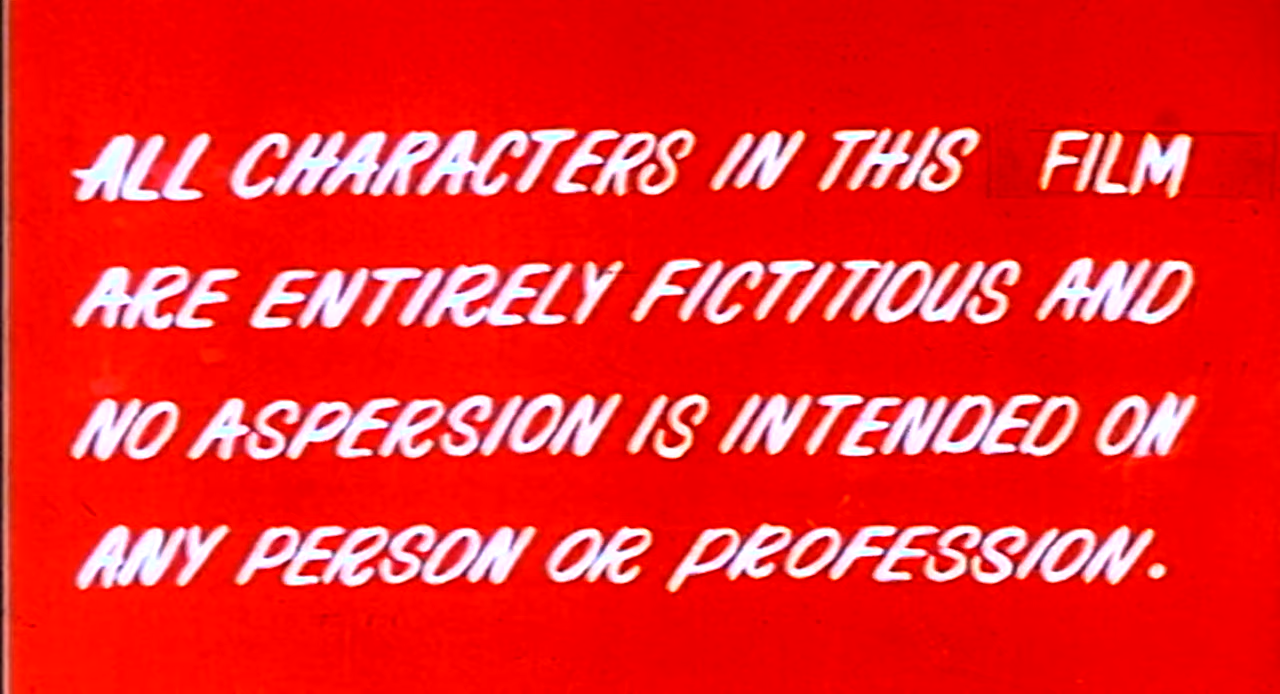 ALL CHARACTERS IN THIS FILM
ARE ENTIRELY FICTITIOUS AND
NO ASPERSION IS INTENDED ON
ANY PERSON OR PROFESSION.